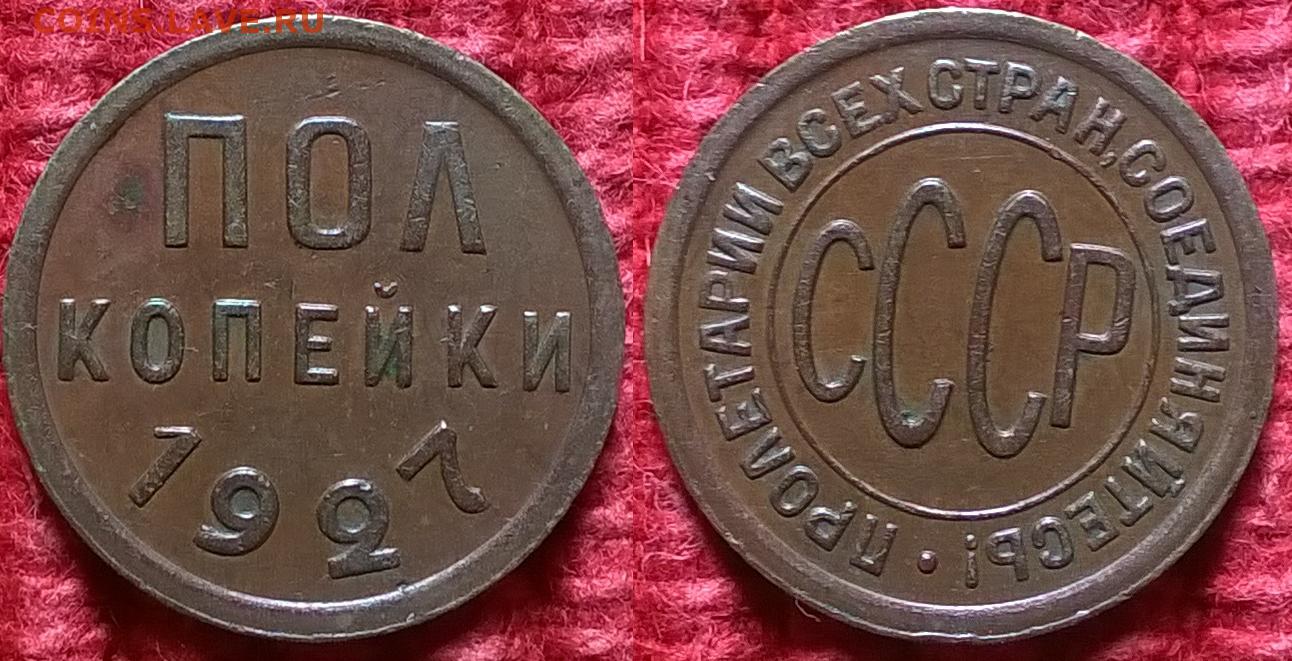 COINS.LAVE.RU
ПОЛ
КОПЕЙКИ
1927
ПРОЛЕТАРИИ ВСЕХ СТРАН, СОЕДИНЯЙТЕСЬ! •
СССР